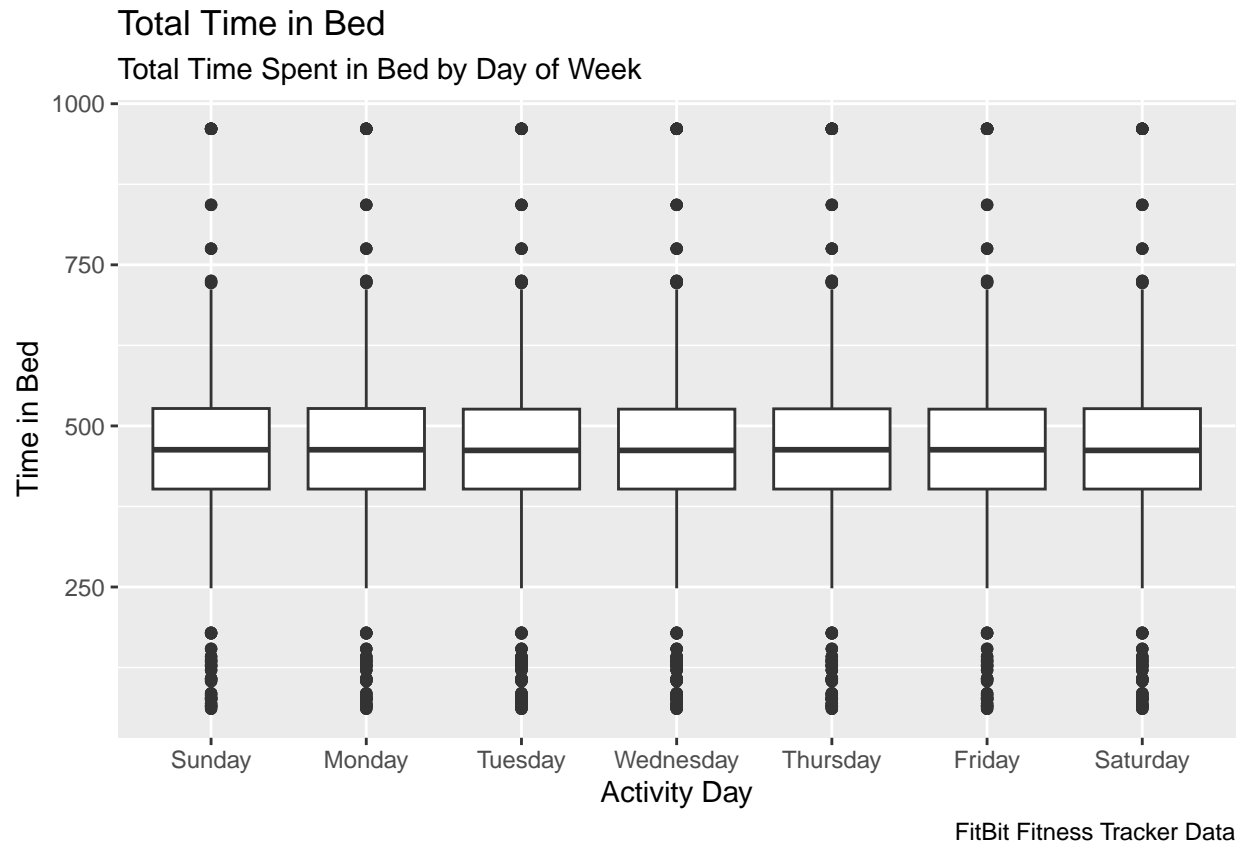 Total Time in Bed
Total Time Spent in Bed by Day of Week
Time in Bed
1000
750
500
250
Sunday Monday Tuesday Wednesday Thursday Friday Saturday
Activity Day
FitBit Fitness Tracker Data